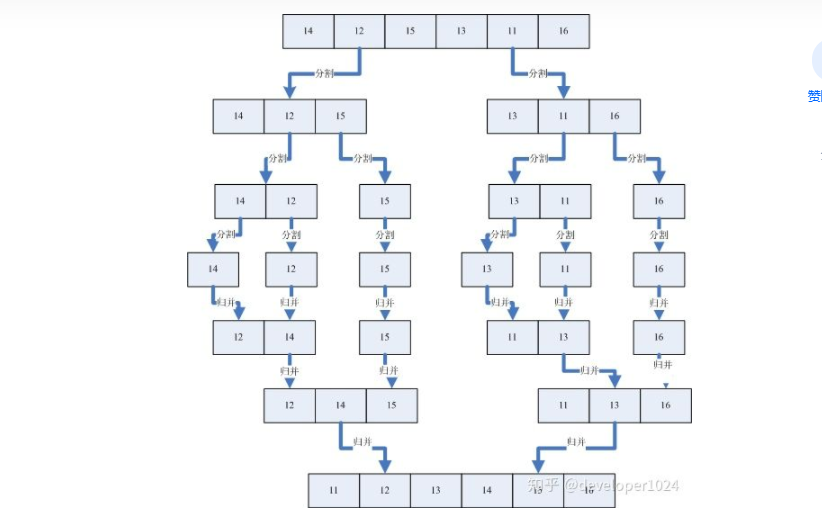 14 12 15 13 11 16
分割 分割
14 12 15 13 11 16
分割 分割 分割 分割
14 12 15 13 11 16
分割 分割 分割 分割 分割 分割
14 12 15 13 11 16
归并 归并 归并 归并 归并 归并
12 14 15 11 13 16
归并 归并 归并 归并
12 14 15 11 13 16
归并 归并
11 12 13 14 15 16
知乎 @developer1024